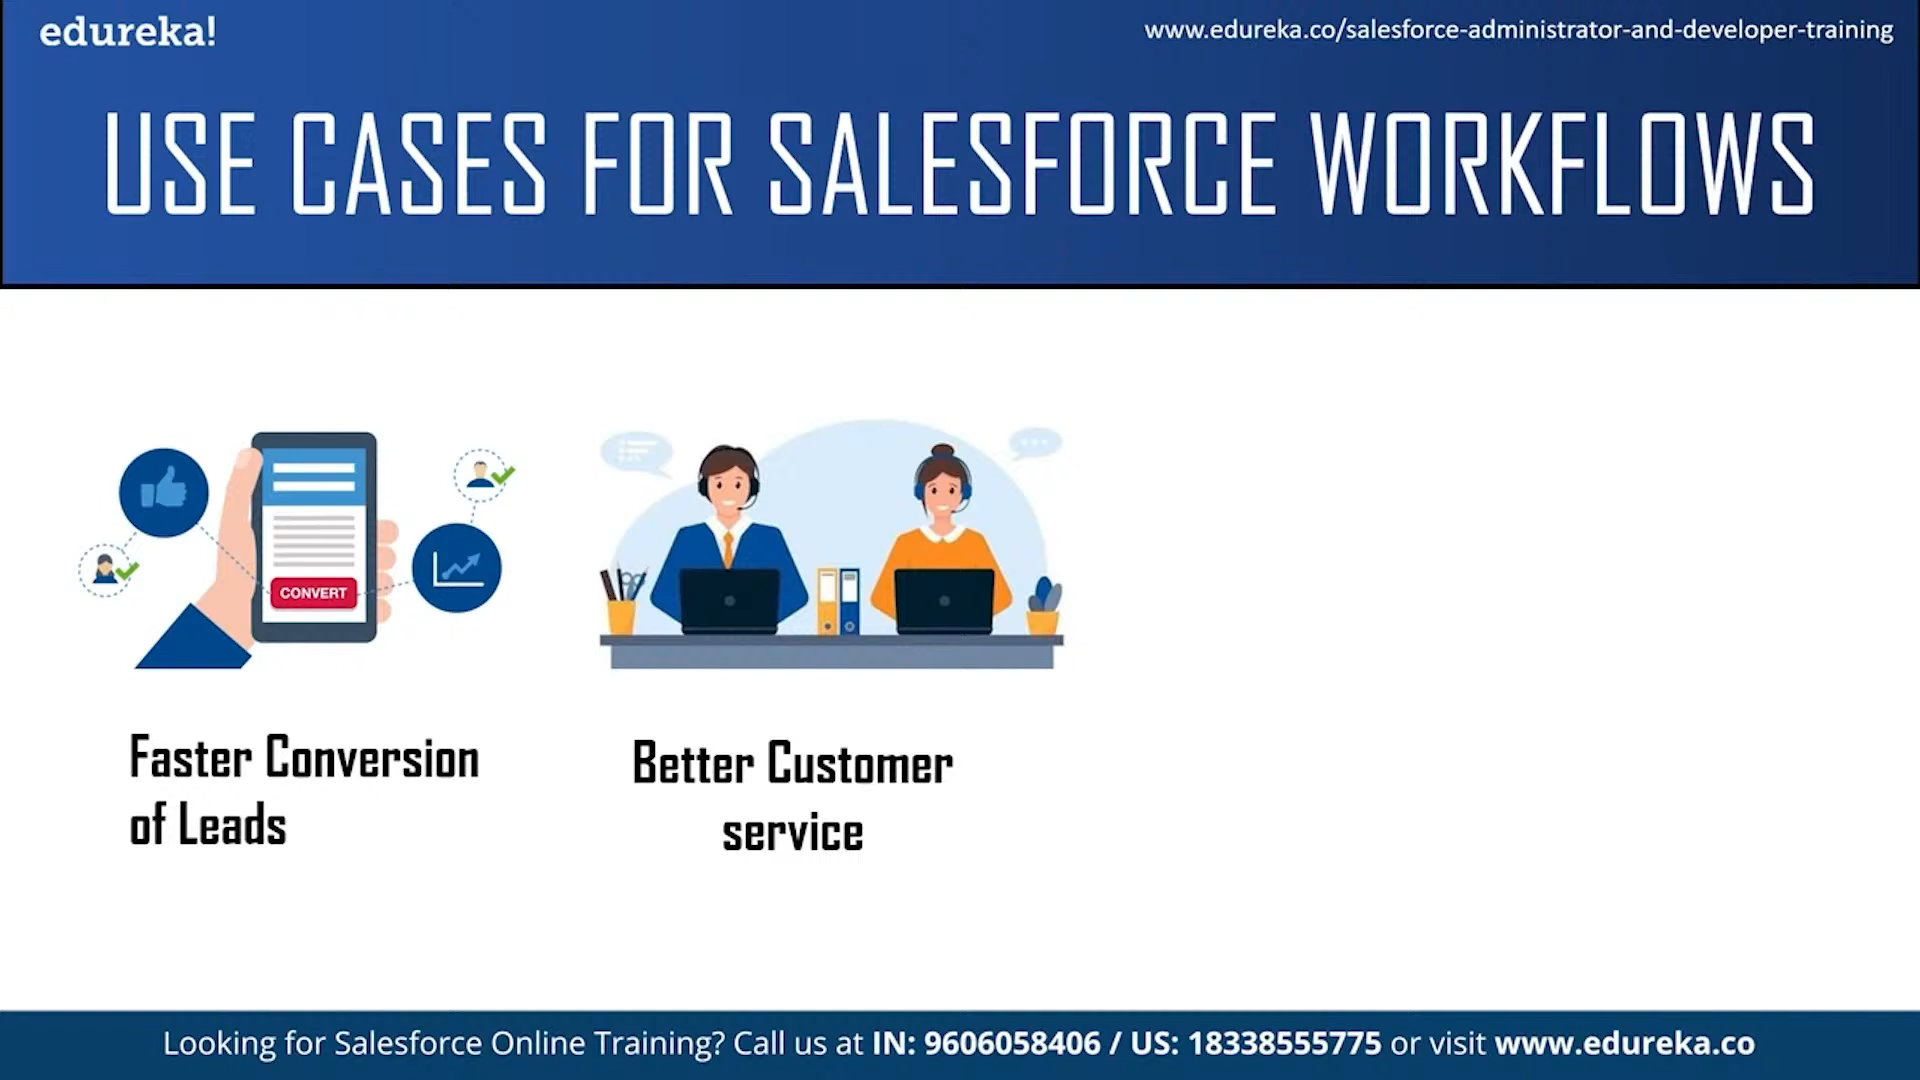 edureka!
www.edureka.co/salesforce-administrator-and-developer-training
USE CASES FOR SALESFORCE WORKFLOWS
CONVERT
Faster Conversion
of Leads
Better Customer
service
Looking for Salesforce Online Training? Call us at IN: 9606058406 / US: 18338555775 or visit www.edureka.co